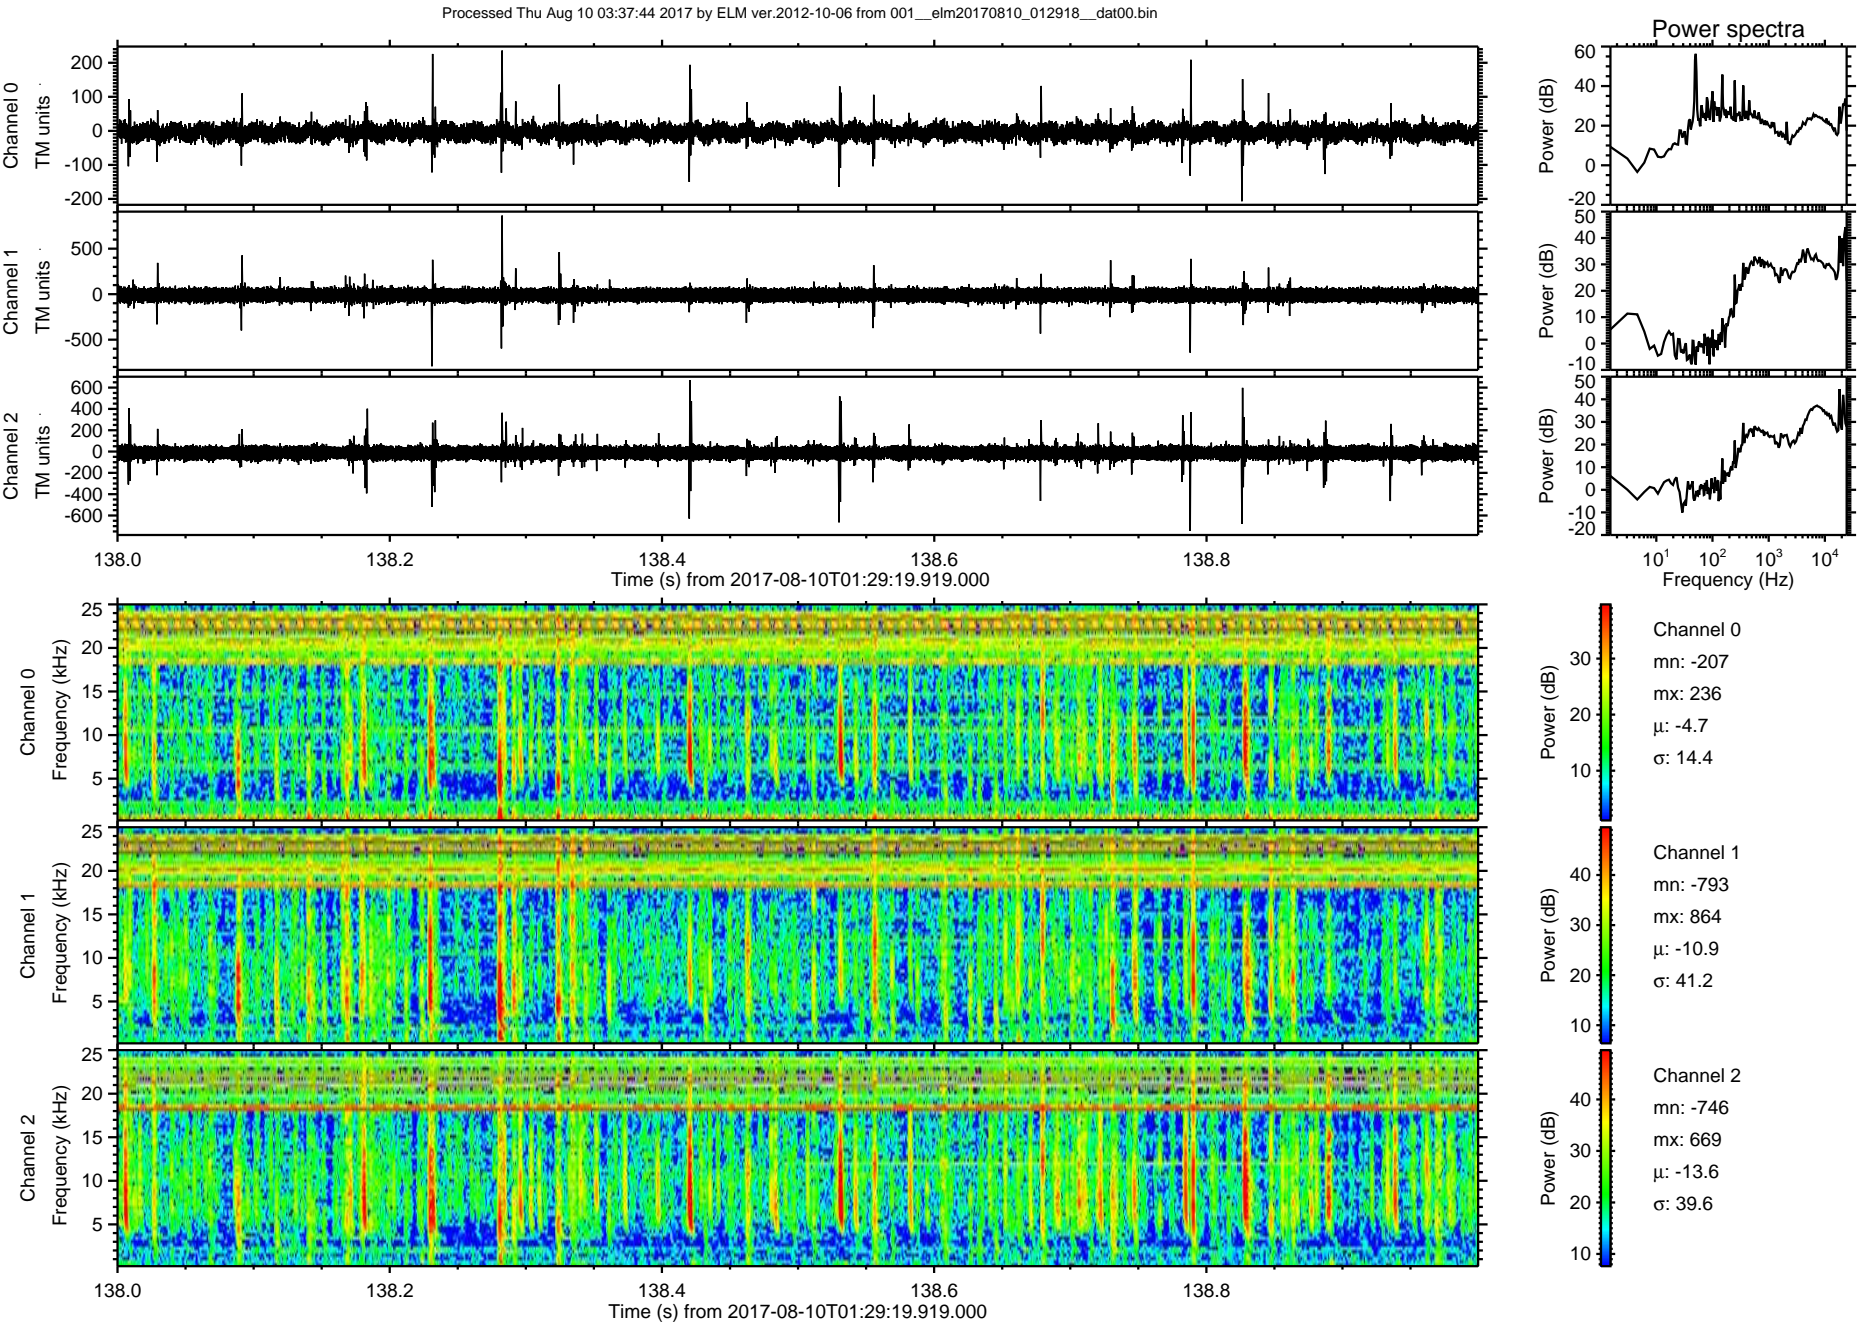 Processed Thu Aug 10 03:37:44 2017 by ELM ver.2012-10-06 from 001__elm20170810_012918__dat00.bin
Power spectra
Channel 0
TM units
200
100
0
-100
-200
Power (dB)
60
40
20
0
-20
Channel 1
TM units
500
0
-500
Power (dB)
50
40
30
20
10
0
-10
Channel 2
TM units
600
400
200
0
-200
-400
-600
Power (dB)
50
40
30
20
10
0
-10
-20
138.0 138.2 138.4 138.6 138.8
Time (s) from 2017-08-10T01:29:19.919.000
10^1 10^2 10^3 10^4
Frequency (Hz)
Channel 0
Frequency (kHz)
25
20
15
10
5
Power (dB)
30
20
10
Channel 0
mn: -207
mx: 236
µ: -4.7
σ: 14.4
Channel 1
Frequency (kHz)
25
20
15
10
5
Power (dB)
40
30
20
10
Channel 1
mn: -793
mx: 864
µ: -10.9
σ: 41.2
Channel 2
Frequency (kHz)
25
20
15
10
5
Power (dB)
40
30
20
10
Channel 2
mn: -746
mx: 669
µ: -13.6
σ: 39.6
138.0 138.2 138.4 138.6 138.8
Time (s) from 2017-08-10T01:29:19.919.000